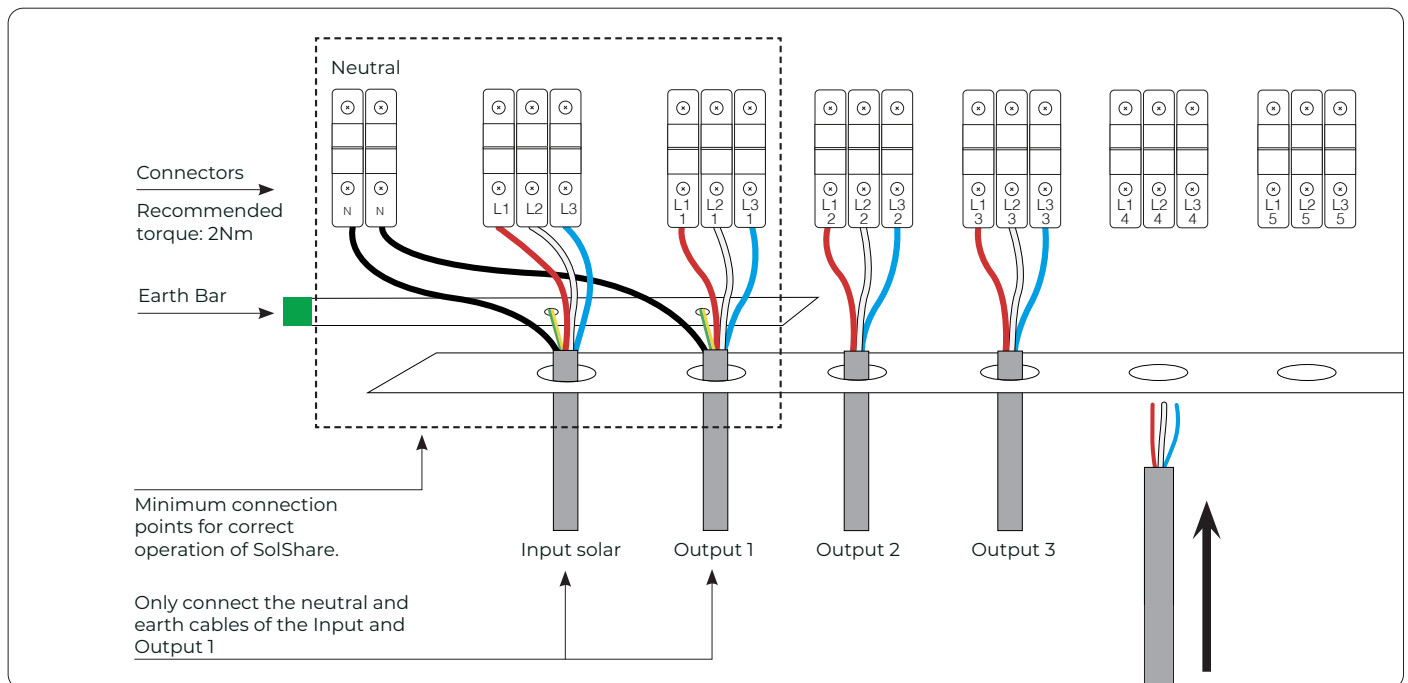 Neutral
Connectors
Recommended
torque: 2Nm
Earth Bar
N
N
L1
L2
L3
L1
1
L2
1
L3
1
L1
2
L2
2
L3
2
L1
3
L2
3
L3
3
L1
4
L2
4
L3
4
L1
5
L2
5
L3
5
Minimum connection
points for correct
operation of SolShare.
Input solar
Output 1
Output 2
Output 3
Only connect the neutral and
earth cables of the Input and
Output 1